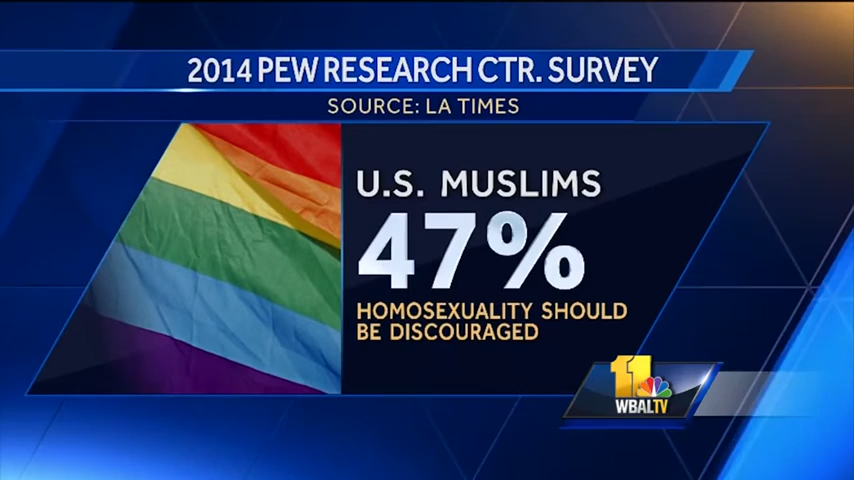 2014 PEW RESEARCH CTR. SURVEY
SOURCE: LA TIMES
U.S. MUSLIMS
47%
HOMOSEXUALITY SHOULD
BE DISCOURAGED
11
WBALTV